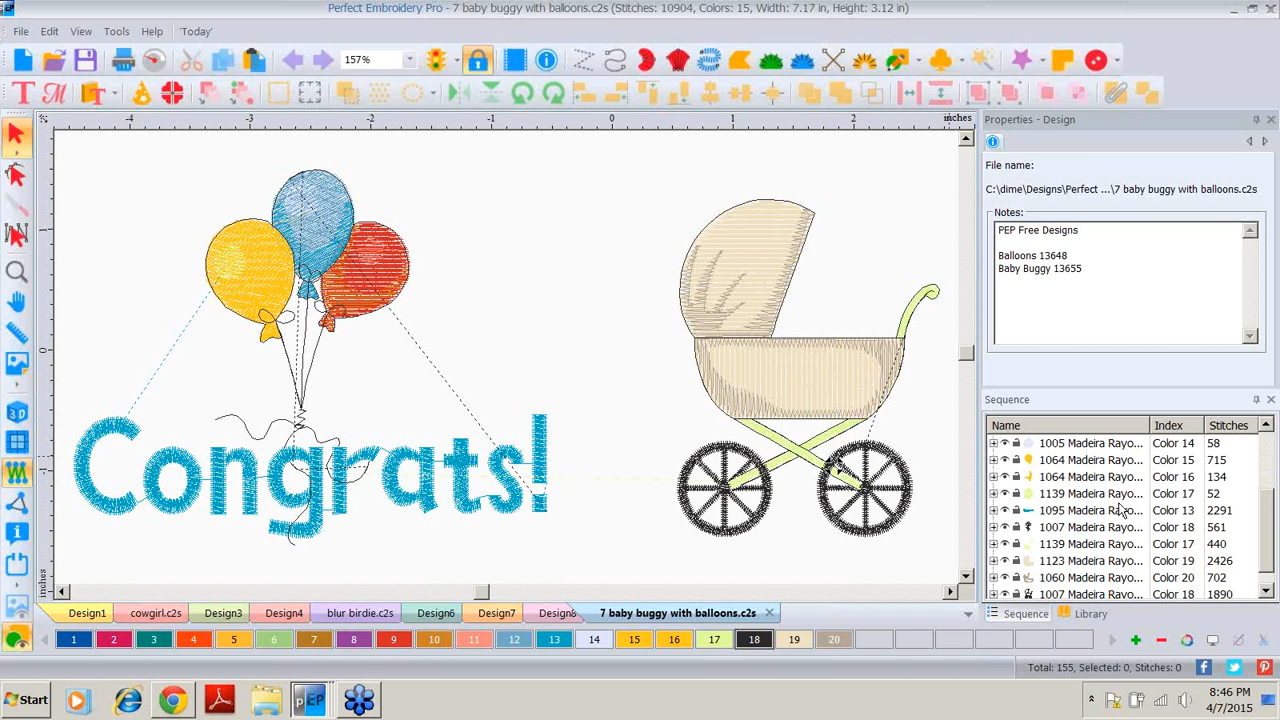 Perfect Embroidery Pro - 7 baby buggy with balloons.c2s (Stitches: 10904, Colors: 15, Width: 7.17 in, Height: 3.12 in)
File Edit View Tools Help 'Today'
157%
-4 -3 -2 0 1 2 inches
inches
Congrats!
Properties - Design
File name:
C:\dime\Designs\Perfect ...\7 baby buggy with balloons.c2s
Notes:
PEP Free Designs
Balloons 13648
Baby Buggy 13655
Sequence
Name Index Stitches
1005 Madeira Rayo... Color 14 58
1064 Madeira Rayo... Color 15 715
1064 Madeira Rayo... Color 16 134
1139 Madeira Rayo... Color 17 52
1095 Madeira Rayo... Color 13 2291
1007 Madeira Rayo... Color 18 561
1139 Madeira Rayo... Color 17 440
1123 Madeira Rayo... Color 19 2426
1060 Madeira Rayo... Color 20 702
1007 Madeira Rayo... Color 18 1890
Sequence Library
Design1 cowgirl.c2s Design3 Design4 blur birdie.c2s Design6 Design7 Design8 7 baby buggy with balloons.c2s
1 2 3 4 5 6 7 8 9 10 11 12 13 14 15 16 17 18 19 20
Total: 155, Selected: 0, Stitches: 0
Start
pEP
8:46 PM
4/7/2015